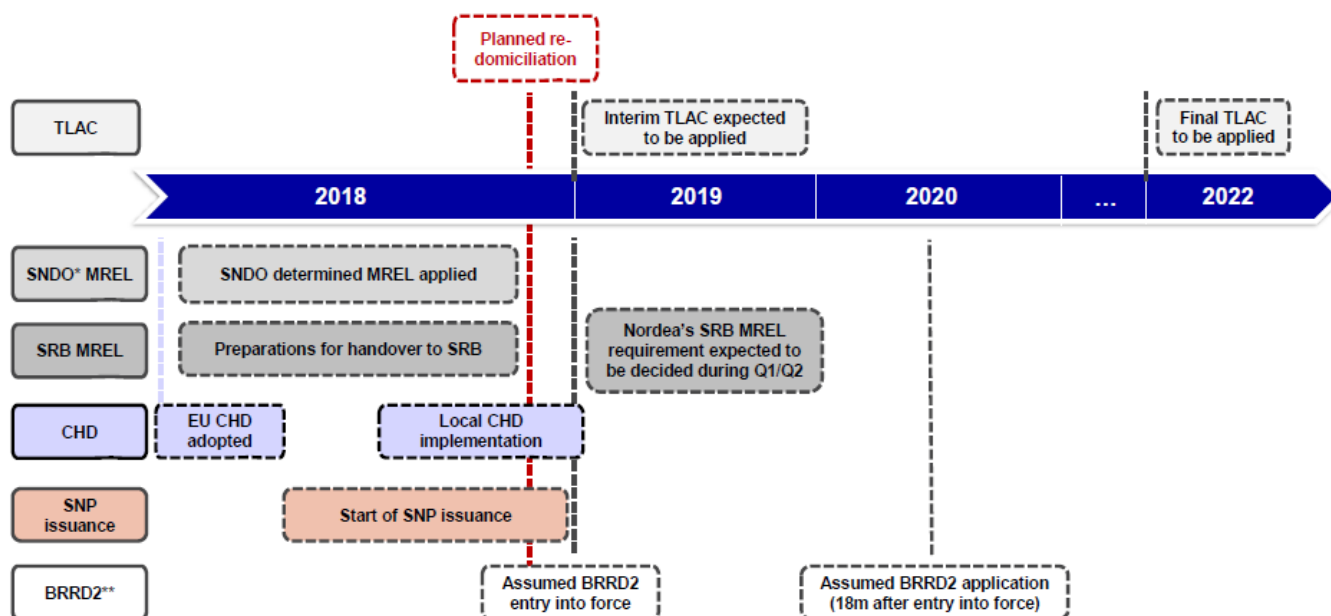 Planned re-
domiciliation
TLAC
Interim TLAC expected
to be applied
Final TLAC
to be applied
2018
2019
2020
...
2022
SNDO* MREL
SNDO determined MREL applied
SRB MREL
Preparations for handover to SRB
Nordea's SRB MREL
requirement expected to
be decided during Q1/Q2
CHD
EU CHD
adopted
Local CHD
implementation
SNP
issuance
Start of SNP issuance
BRRD2**
Assumed BRRD2
entry into force
Assumed BRRD2 application
(18m after entry into force)